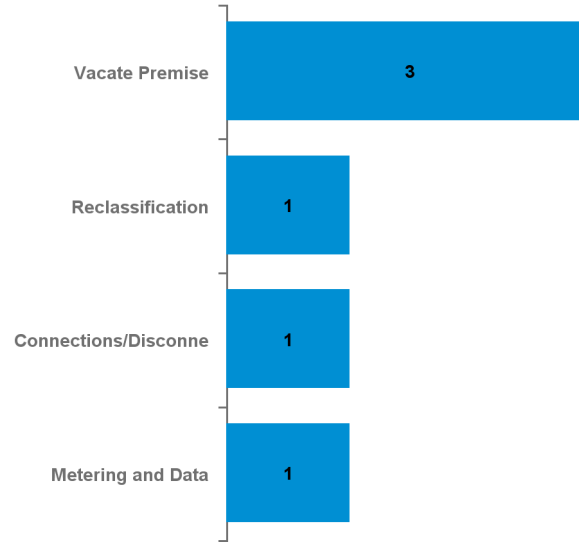 Vacate Premise
3
Reclassification
1
Connections/Disconne
1
Metering and Data
1